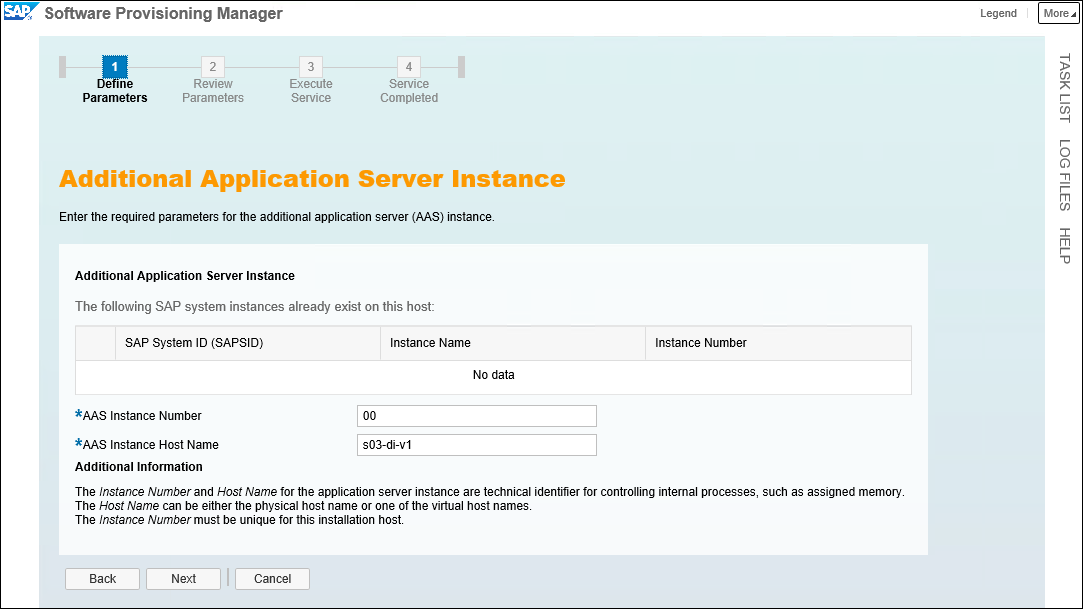 SAP Software Provisioning Manager
Legend
More
1
Define
Parameters
2
Review
Parameters
3
Execute
Service
4
Service
Completed
TASK LIST
LOG FILES
HELP
Additional Application Server Instance
Enter the required parameters for the additional application server (AAS) instance.
Additional Application Server Instance
The following SAP system instances already exist on this host:
SAP System ID (SAPSID)
Instance Name
Instance Number
No data
*AAS Instance Number
00
*AAS Instance Host Name
s03-di-v1
Additional Information
The Instance Number and Host Name for the application server instance are technical identifier for controlling internal processes, such as assigned memory.
The Host Name can be either the physical host name or one of the virtual host names.
The Instance Number must be unique for this installation host.
Back
Next
Cancel